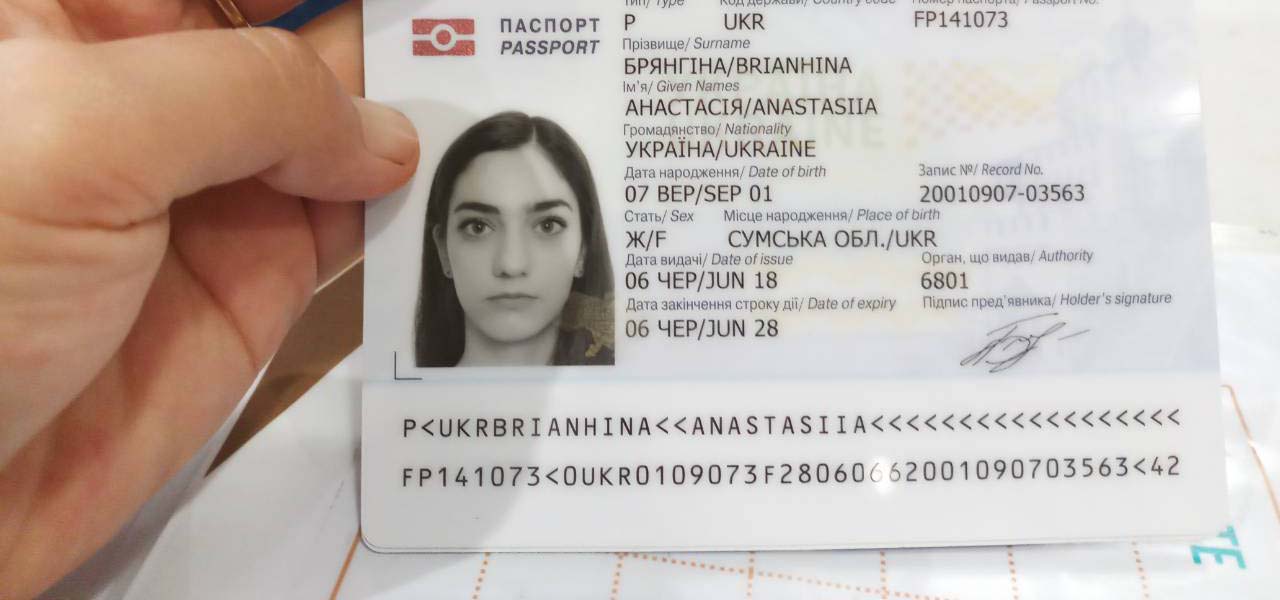 Тип/ Type Код держави/ Country code Номер паспорта/ Passport No.
ПАСПОРТ P UKR FP141073
PASSPORT
Прізвище/ Surname
БРЯНГІНА/BRIANHINA
Ім'я/ Given Names
АНАСТАСІЯ/ANASTASIIA
Громадянство/ Nationality
УКРАЇНА/UKRAINE
Дата народження/ Date of birth Запис №/ Record No.
07 ВЕР/SEP 01 20010907-03563
Стать/ Sex Місце народження/ Place of birth
Ж/F СУМСЬКА ОБЛ./UKR
Дата видачі/ Date of issue Орган, що видав/ Authority
06 ЧЕР/JUN 18 6801
Дата закінчення строку дії/ Date of expiry Підпис пред'явника/ Holder's signature
06 ЧЕР/JUN 28
P<UKRBRIANHINA<<ANASTASIIA<<<<<<<<<<<<<<<<<<
FP141073<0UKR0109073F28060662001090703563<42
TE